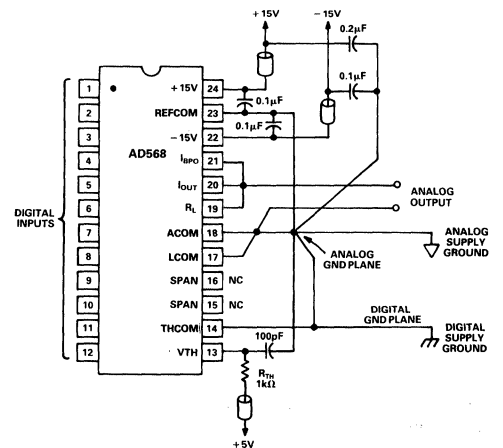 +15V
-15V
0.2µF
0.1µF
1
2
3
4
5
6
7
8
9
10
11
12
DIGITAL
INPUTS
AD568
+15V 24
REFCOM 23
-15V 22
IBPO 21
IOUT 20
RL 19
ACOM 18
LCOM 17
SPAN 16 NC
SPAN 15 NC
THCOM 14
VTH 13
0.1µF
0.1µF
ANALOG
OUTPUT
ANALOG
GND PLANE
ANALOG
SUPPLY
GROUND
DIGITAL
GND PLANE
DIGITAL
SUPPLY
GROUND
100pF
RTH
1kΩ
+5V